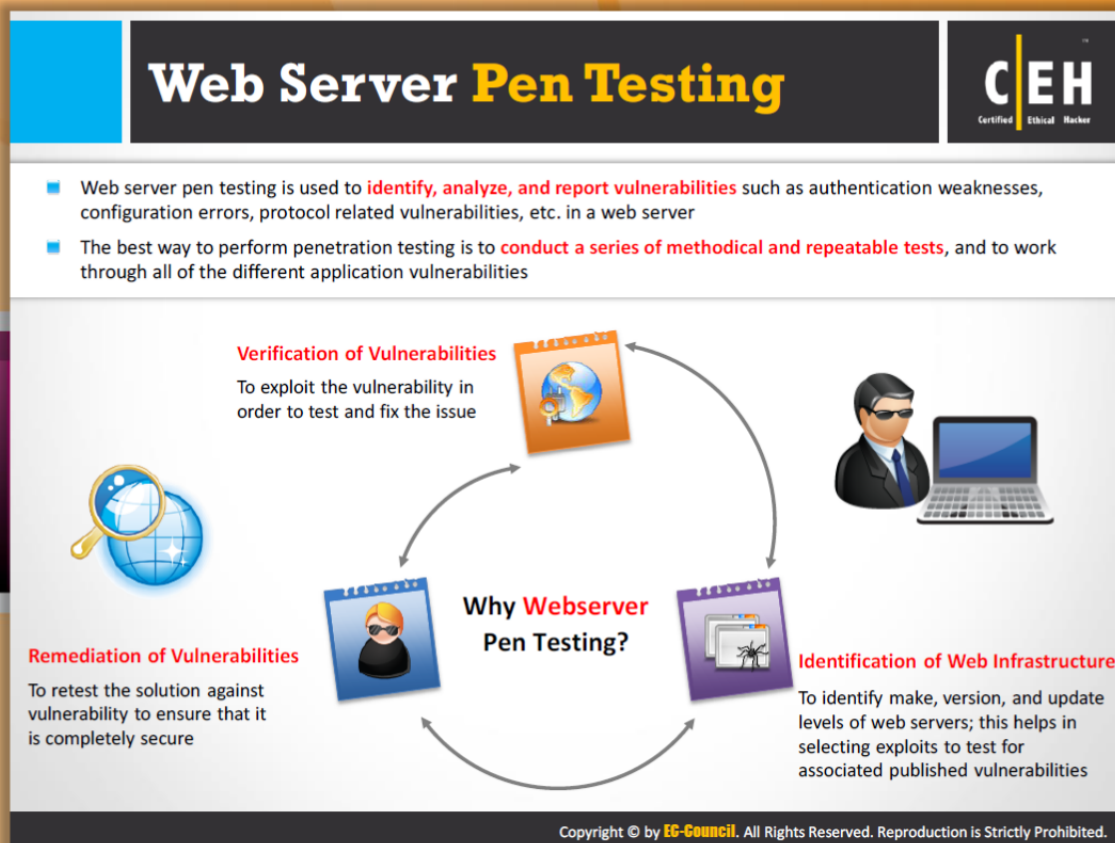 Web Server Pen Testing
C|EH
Certified Ethical Hacker
Web server pen testing is used to identify, analyze, and report vulnerabilities such as authentication weaknesses,
configuration errors, protocol related vulnerabilities, etc. in a web server
The best way to perform penetration testing is to conduct a series of methodical and repeatable tests, and to work
through all of the different application vulnerabilities
Verification of Vulnerabilities
To exploit the vulnerability in
order to test and fix the issue
Why Webserver
Pen Testing?
Remediation of Vulnerabilities
To retest the solution against
vulnerability to ensure that it
is completely secure
Identification of Web Infrastructure
To identify make, version, and update
levels of web servers; this helps in
selecting exploits to test for
associated published vulnerabilities
Copyright © by EC-Council. All Rights Reserved. Reproduction is Strictly Prohibited.